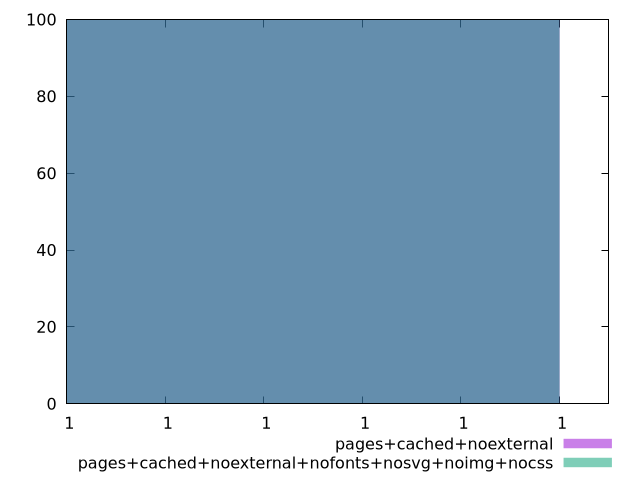 100
80
60
40
20
0
1 1 1 1 1 1
pages+cached+noexternal
pages+cached+noexternal+nofonts+nosvg+noimg+nocss